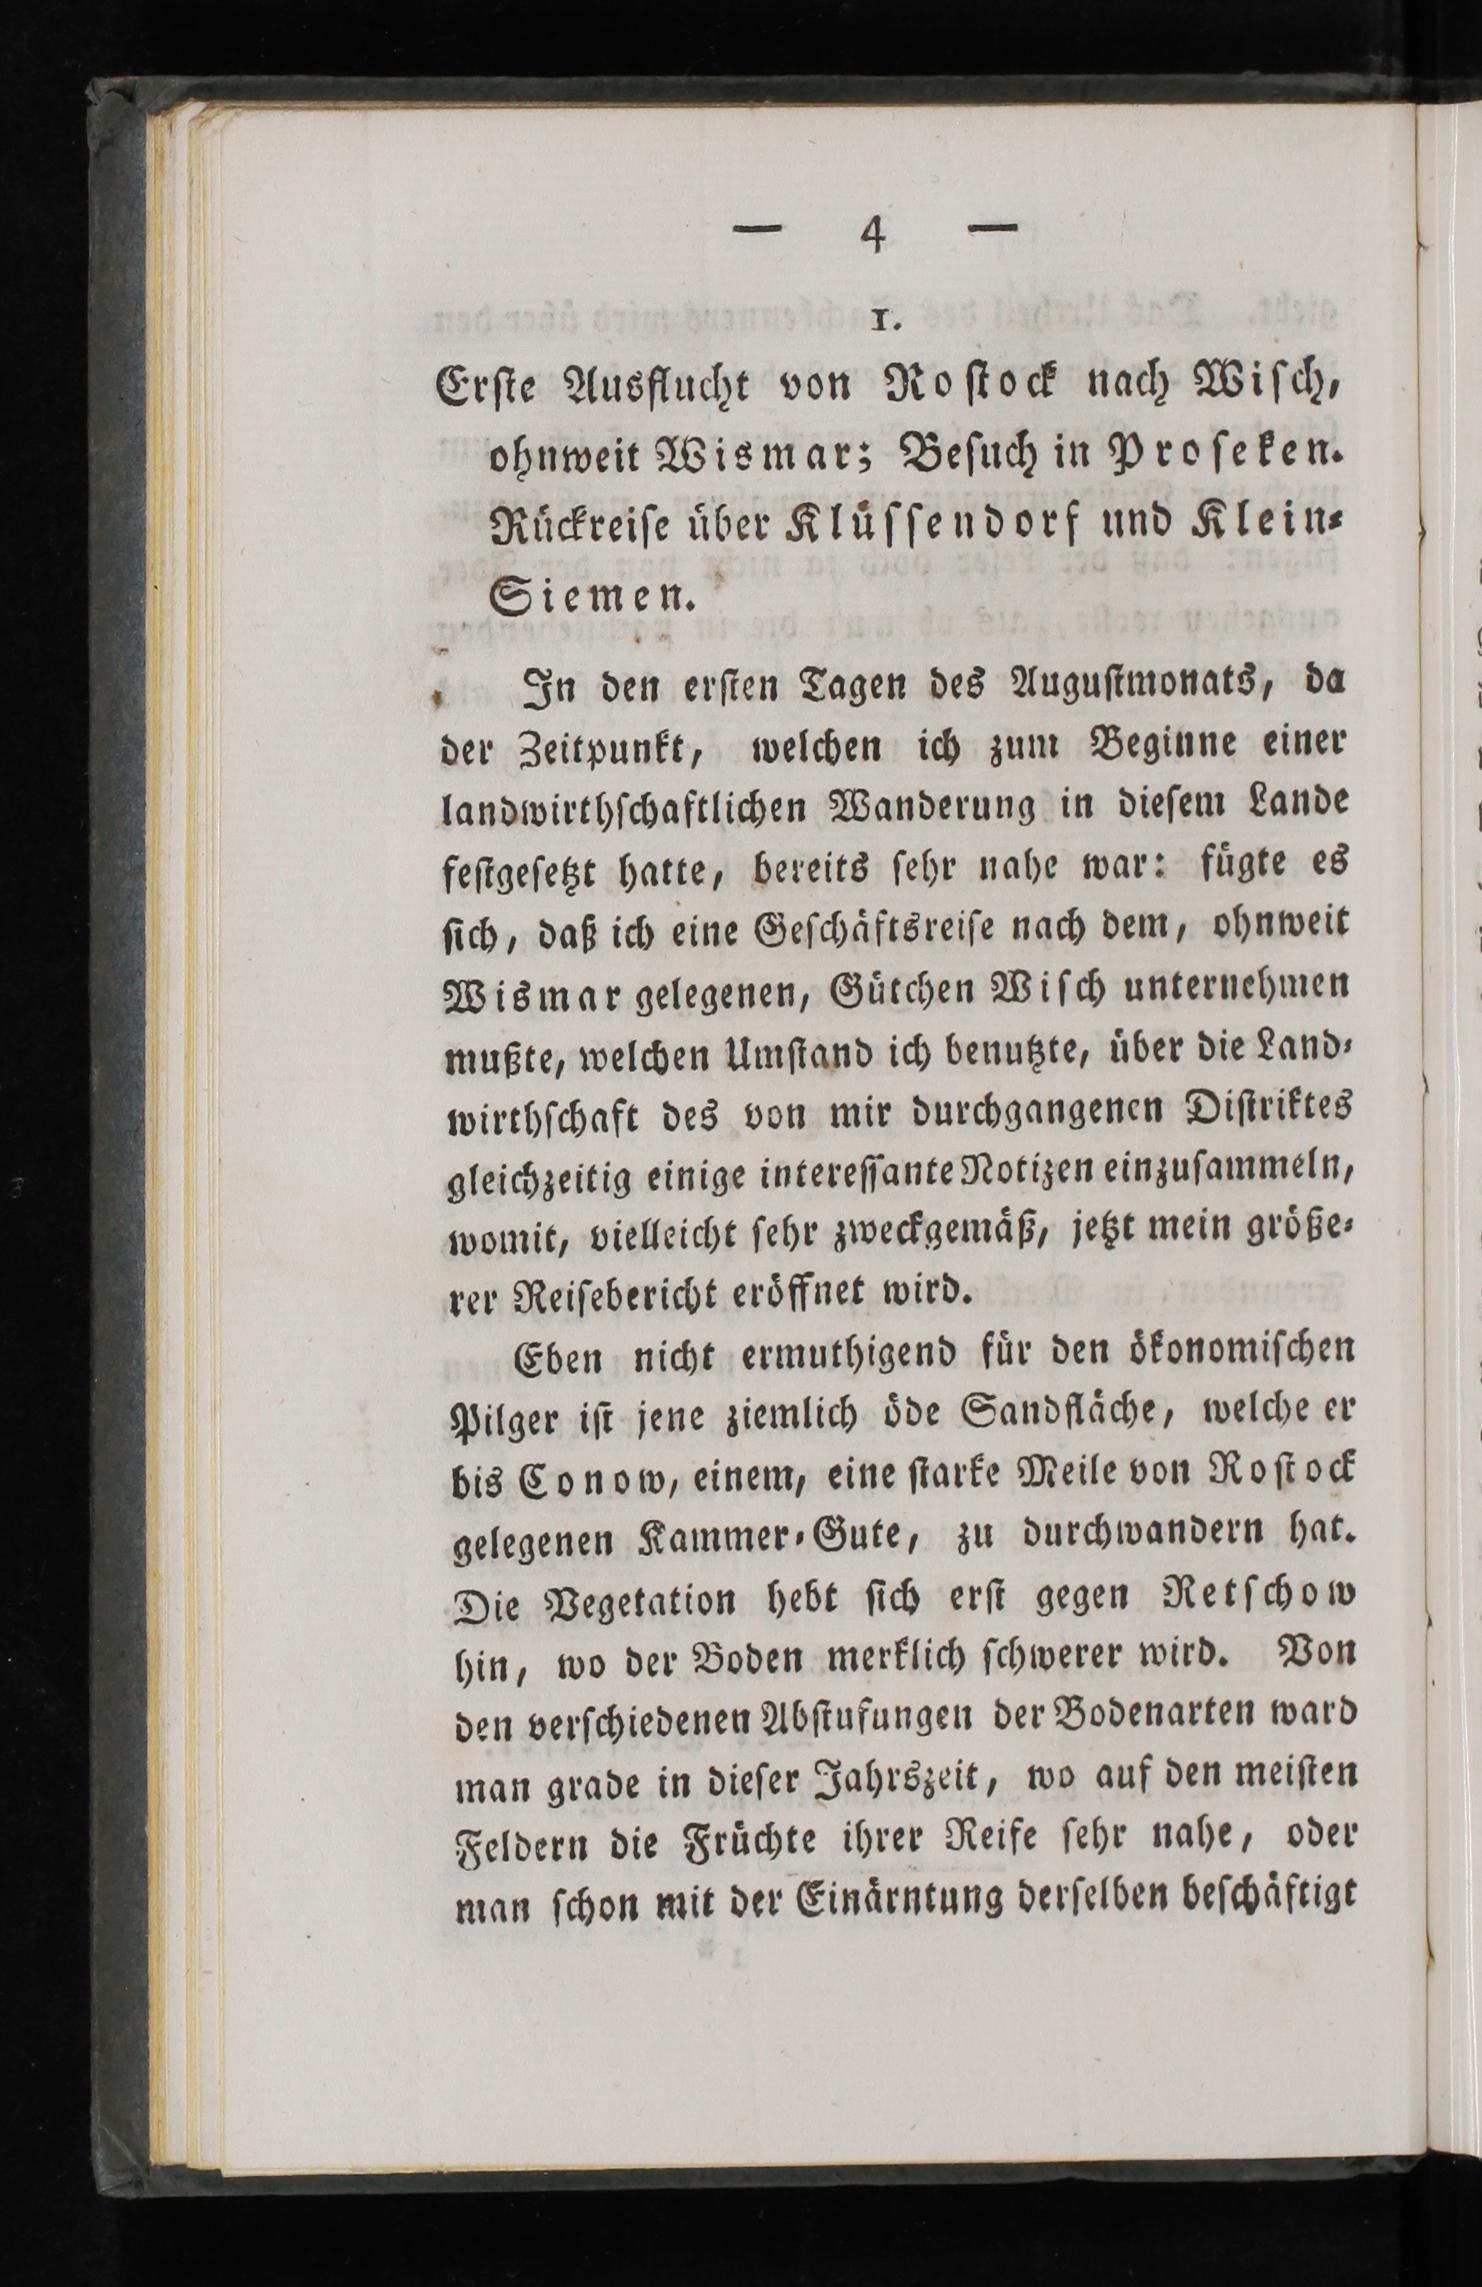 — 4 —
1.
Erſte Ausflucht von Roſtock nach Wiſch,
ohnweit Wismar; Beſuch in Proſeken.
Rückreiſe über Klüſſendorf und Klein-
Siemen.
In den erſten Tagen des Auguſtmonats, da
der Zeitpunkt, welchen ich zum Beginne einer
landwirthſchaftlichen Wanderung in dieſem Lande
feſtgeſetzt hatte, bereits ſehr nahe war: fügte es
ſich, daß ich eine Geſchäftsreiſe nach dem, ohnweit
Wismar gelegenen, Gütchen Wiſch unternehmen
mußte, welchen Umſtand ich benutzte, über die Land-
wirthſchaft des von mir durchgangenen Diſtriktes
gleichzeitig einige intereſſante Notizen einzuſammeln,
womit, vielleicht ſehr zweckgemäß, jetzt mein größe-
rer Reiſebericht eröffnet wird.
Eben nicht ermuthigend für den ökonomiſchen
Pilger iſt jene ziemlich öde Sandfläche, welche er
bis Conow, einem, eine ſtarke Meile von Roſtock
gelegenen Kammer-Gute, zu durchwandern hat.
Die Vegetation hebt ſich erſt gegen Retſchow
hin, wo der Boden merklich ſchwerer wird. Von
den verſchiedenen Abſtufungen der Bodenarten ward
man grade in dieſer Jahrszeit, wo auf den meiſten
Feldern die Früchte ihrer Reife ſehr nahe, oder
man ſchon mit der Einärntung derſelben beſchäftigt